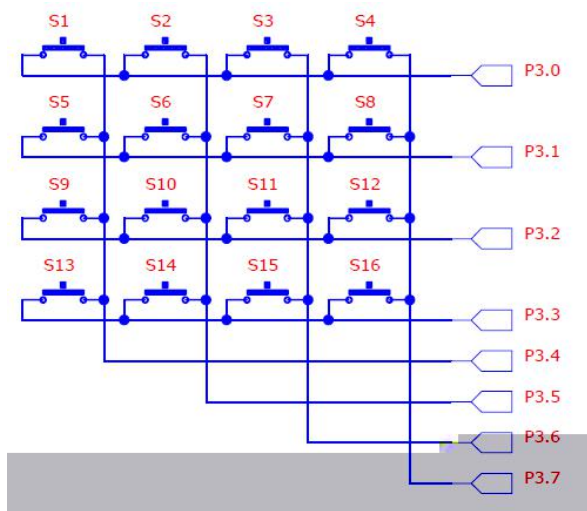 S1 S2 S3 S4
P3.0
S5 S6 S7 S8
P3.1
S9 S10 S11 S12
P3.2
S13 S14 S15 S16
P3.3
P3.4
P3.5
P3.6
P3.7